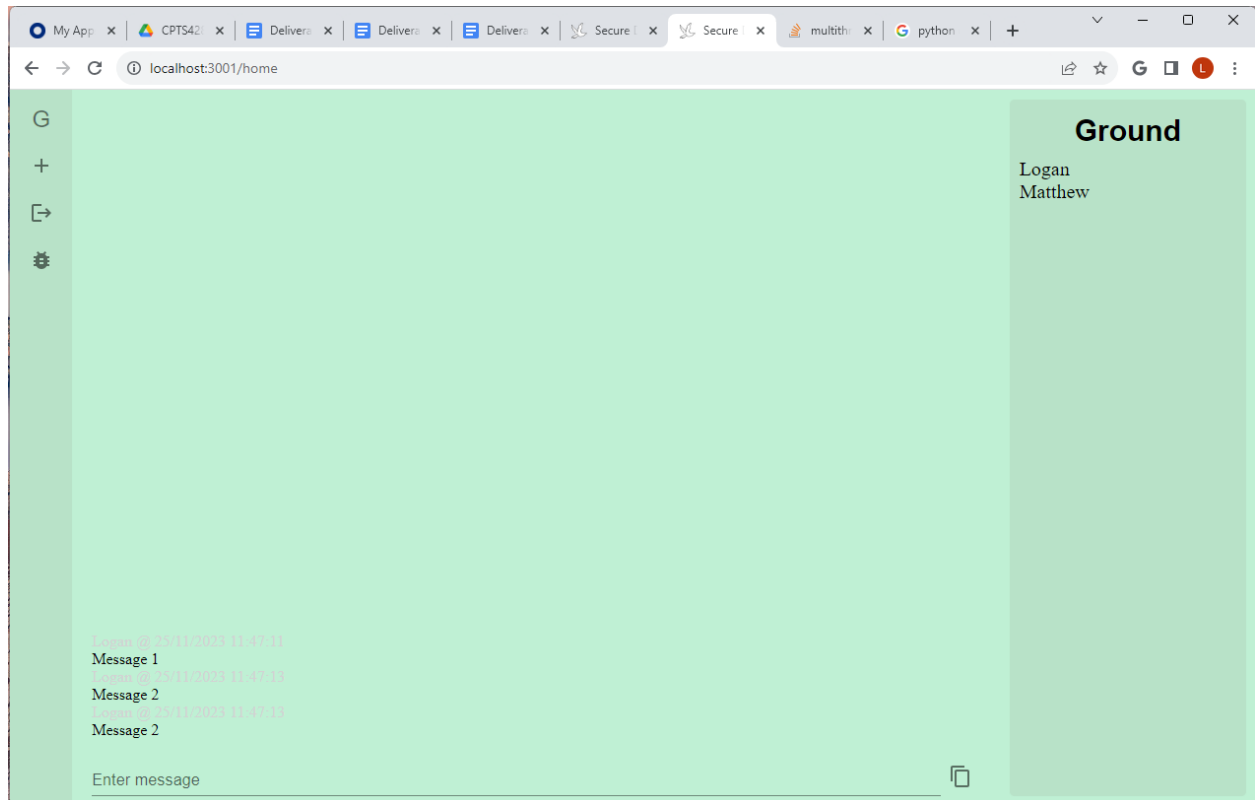 My App CPTS42 Delivera Delivera Delivera Secure Secure multith python
localhost:3001/home G L
G
Ground
Logan
Matthew
Logan @ 25/11/2023 11:47:11
Message 1
Logan @ 25/11/2023 11:47:13
Message 2
Logan @ 25/11/2023 11:47:13
Message 2
Enter message